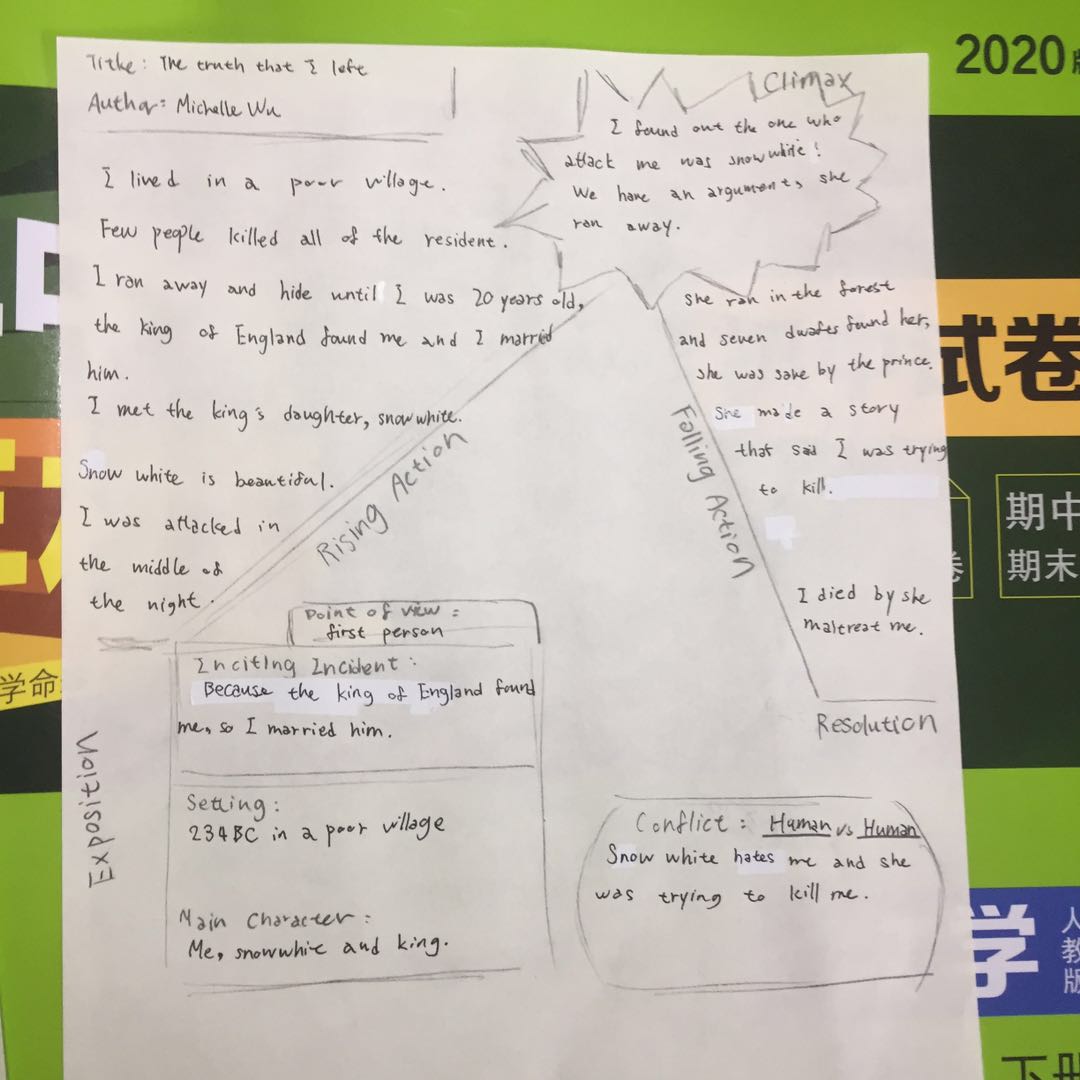 Title: The truth that I left
Author: Michelle Wu
I lived in a poor village.
Few people killed all of the resident.
I ran away and hide until I was 20 years old,
the king of England found me and I married
him.
I met the king's daughter, snowwhite.
Snow white is beautiful.
I was attacked in
the middle of
the night.
Rising Action
Climax
I found out the one who
attack me was snowwhite!
We have an argument, she
ran away.
she ran in the forest
and seven dwafes found her,
she was save by the prince.
She made a story
that said I was trying
to kill.
Falling Action
I died by she
maltreat me.
Resolution
Point of view:
first person
Inciting Incident:
Because the king of England found
me, so I married him.
Setting:
234BC in a poor village
Main Character:
Me, snowwhite and king.
Exposition
Conflict: Human vs Human
Snow white hates me and she
was trying to kill me.
2020
试卷
期中
期末
卷
学命
学
人
教
版
下册